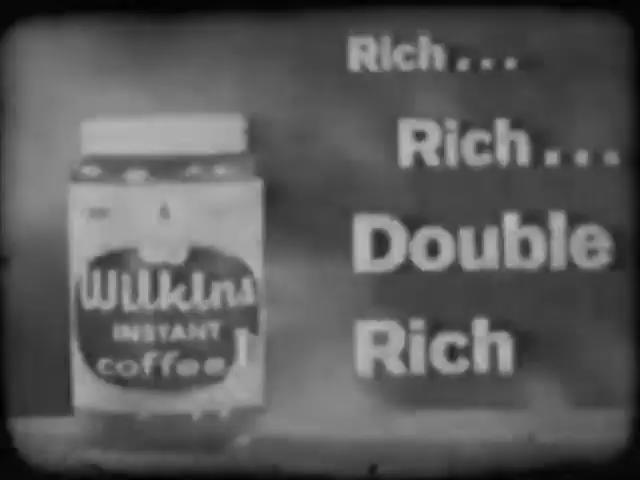 Wilkins
INSTANT
coffee
Rich...
Rich...
Double
Rich